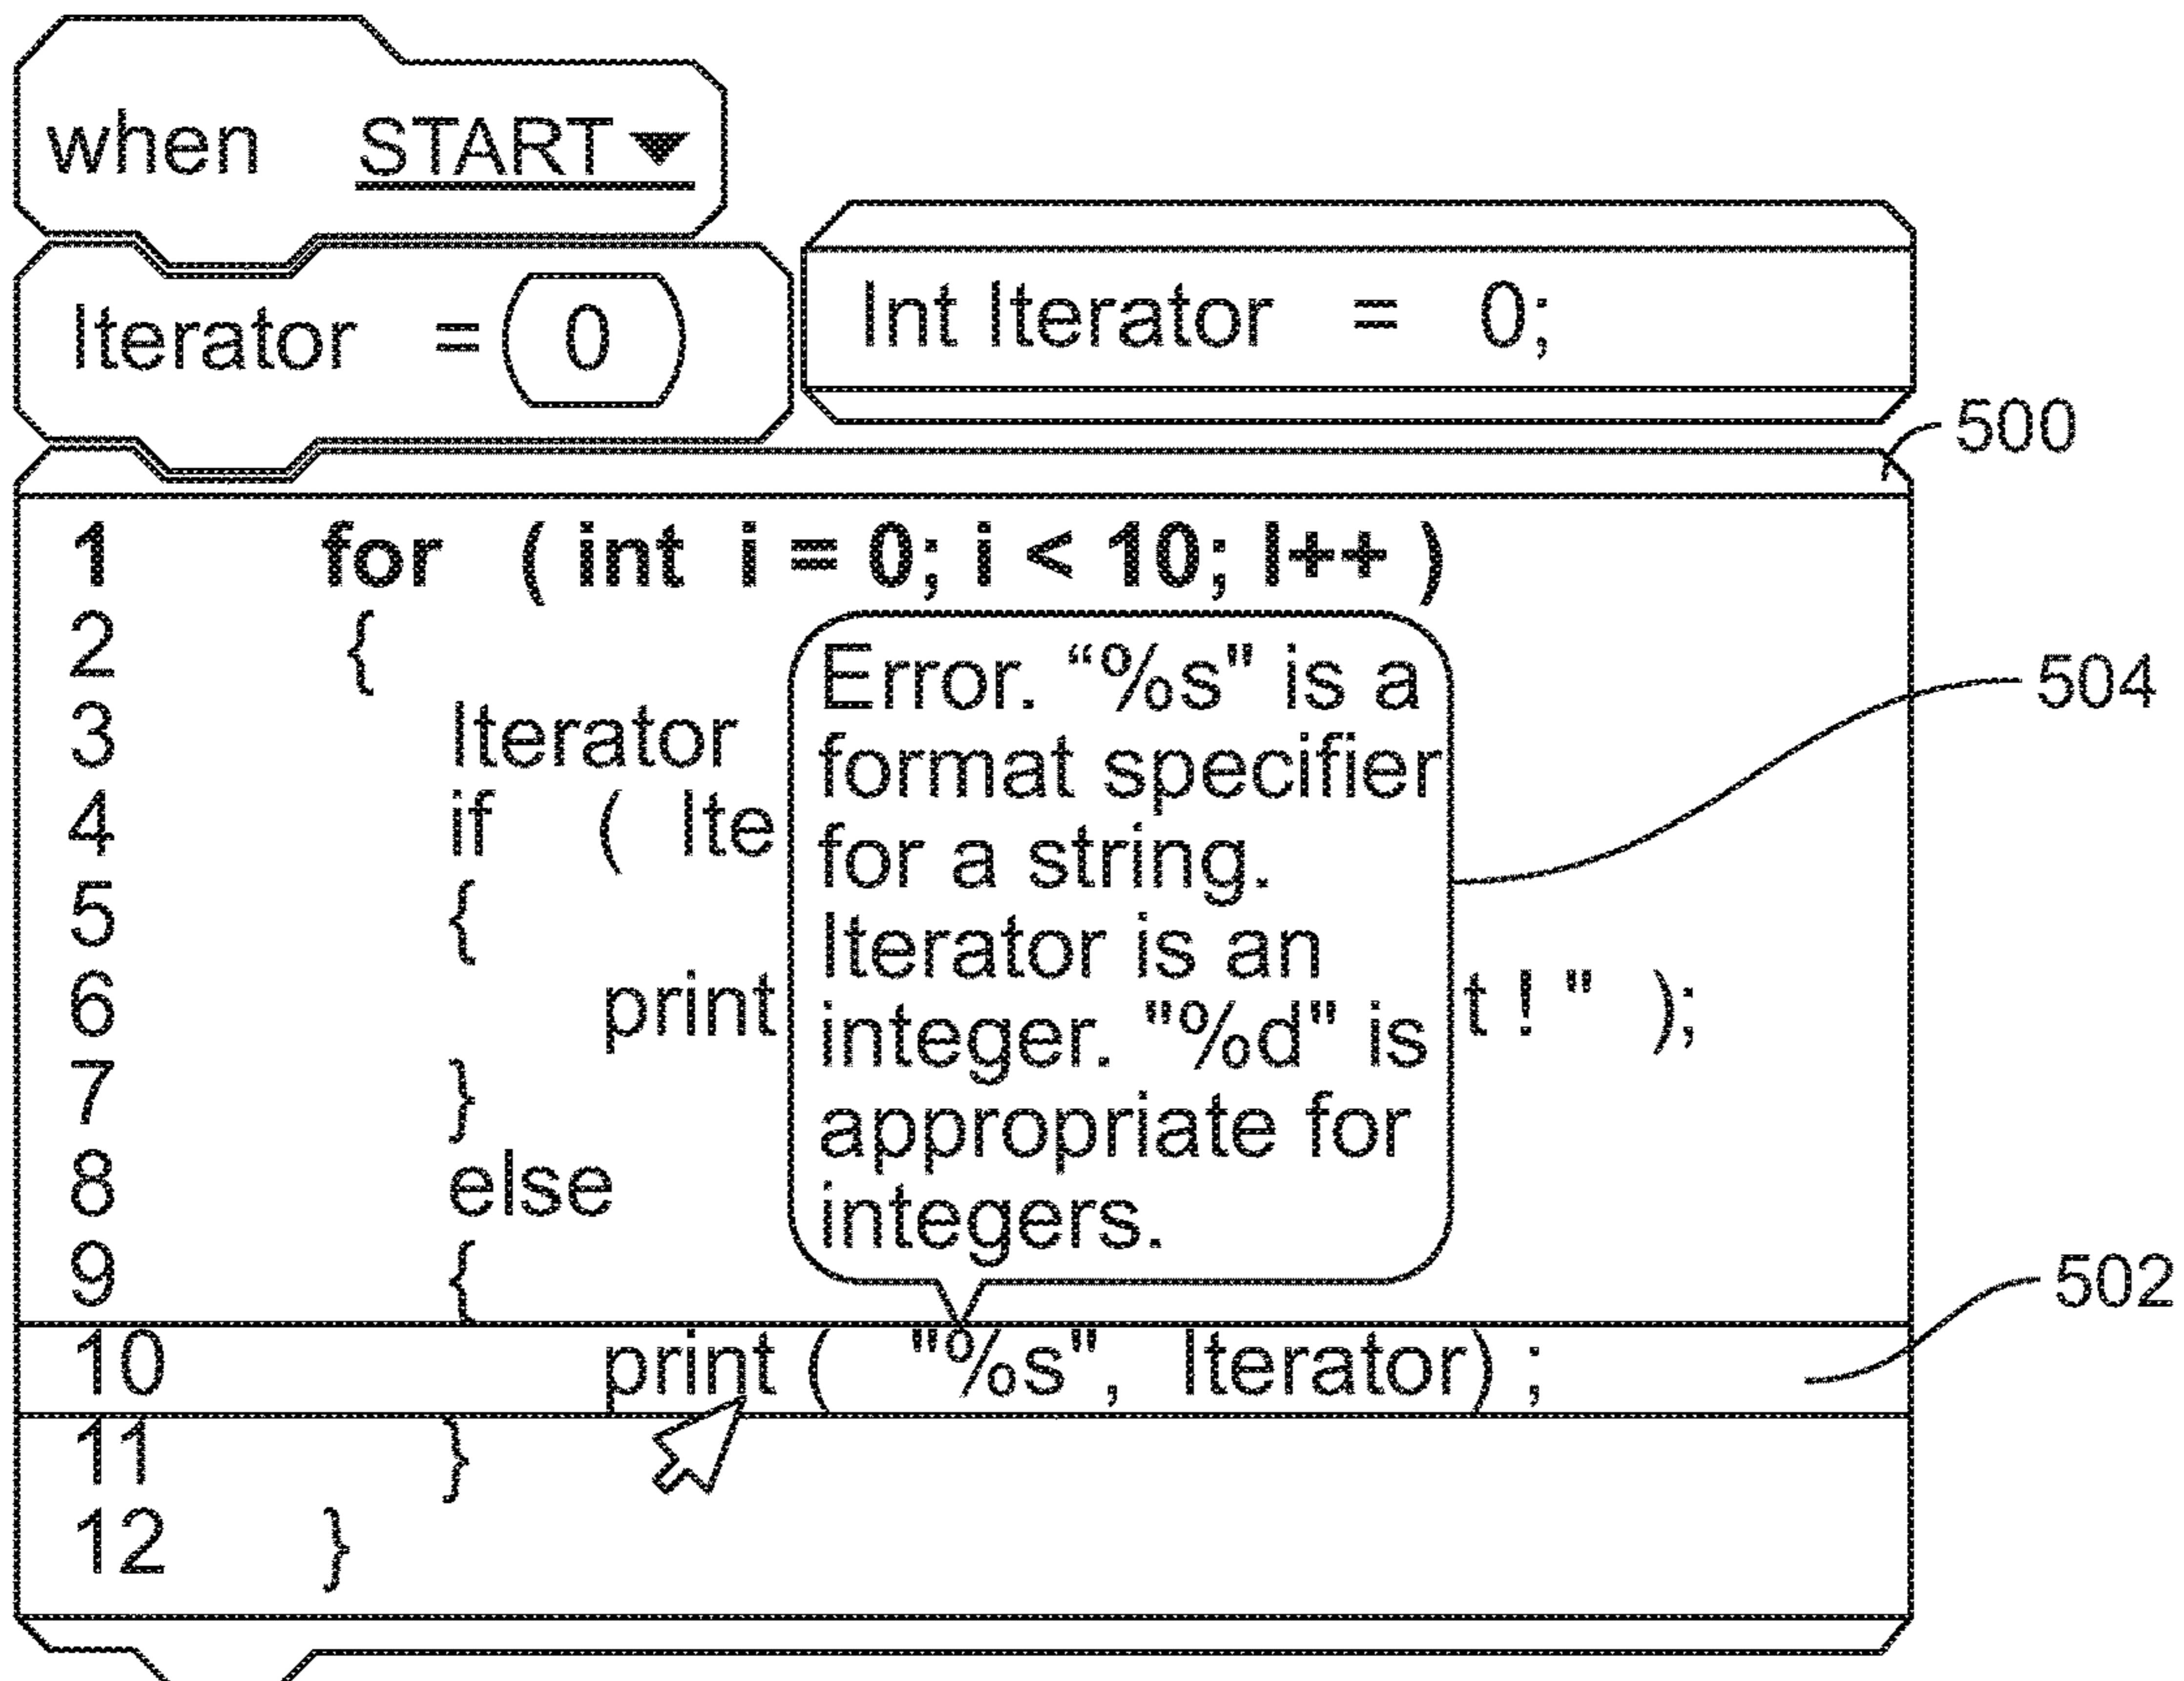 when START
Iterator = 0
Int Iterator = 0;
500
1 for ( int i = 0; i < 10; I++ )
2 {
3 Iterator
4 if ( Ite
5 {
6 print t ! " );
7 }
8 else
9 {
10 print ( "%s", Iterator) ;
11 }
12 }
Error. “%s" is a
format specifier
for a string.
Iterator is an
integer. "%d" is
appropriate for
integers.
504
502